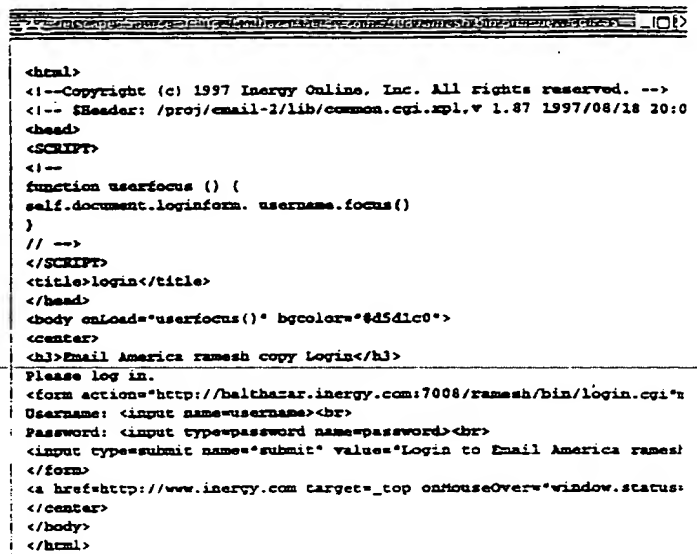 <html>
<!--Copyright (c) 1997 Inergy Online, Inc. All rights reserved. -->
<!-- $Header: /proj/email-2/lib/common.cgi.xpl,v 1.87 1997/08/18 20:0
<head>
<SCRIPT>
<!--
function userfocus () {
self.document.loginform. username.focus()
}
// -->
</SCRIPT>
<title>login</title>
</head>
<body onLoad="userfocus()" bgcolor="#d5d1c0">
<center>
<h3>Email America ramesh copy Login</h3>
Please log in.
<form action="http://balthazar.inergy.com:7008/ramesh/bin/login.cgi"m
Username: <input name=username><br>
Password: <input type=password name=password><br>
<input type=submit name="submit" value="Login to Email America ramesh
</form>
<a href=http://www.inergy.com target=_top onMouseOver="window.status=
</center>
</body>
</html>